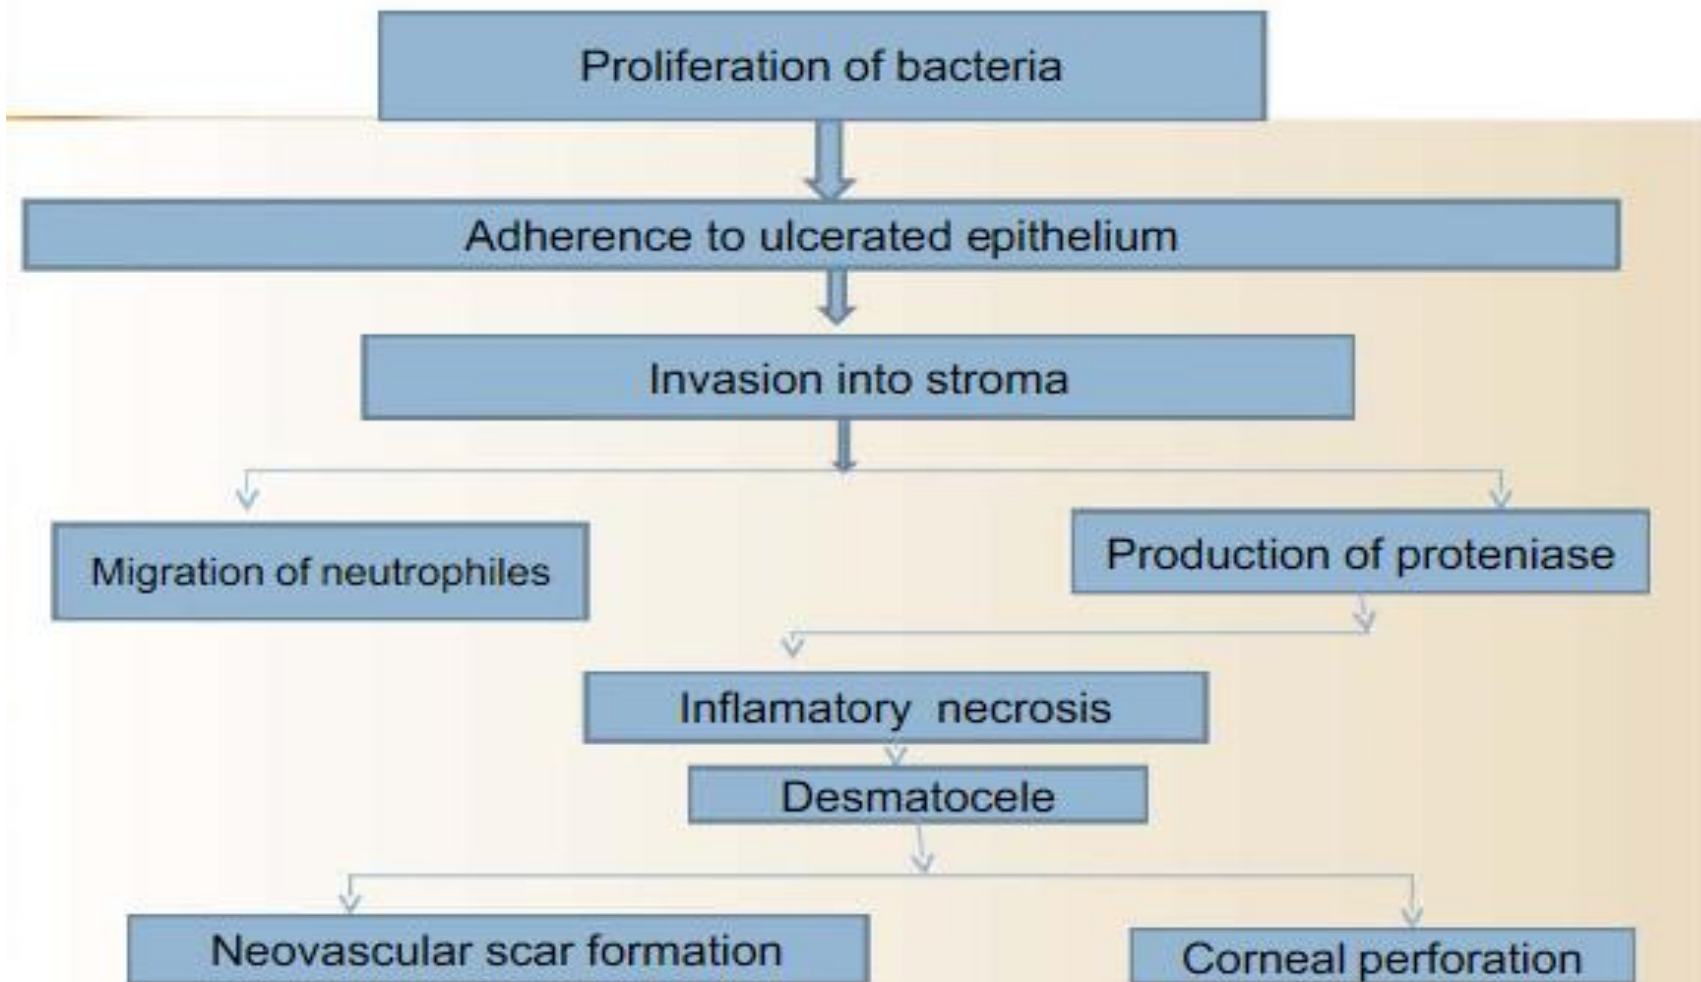 Proliferation of bacteria
Adherence to ulcerated epithelium
Invasion into stroma
Migration of neutrophiles
Production of proteniase
Inflamatory necrosis
Desmatocele
Neovascular scar formation
Corneal perforation